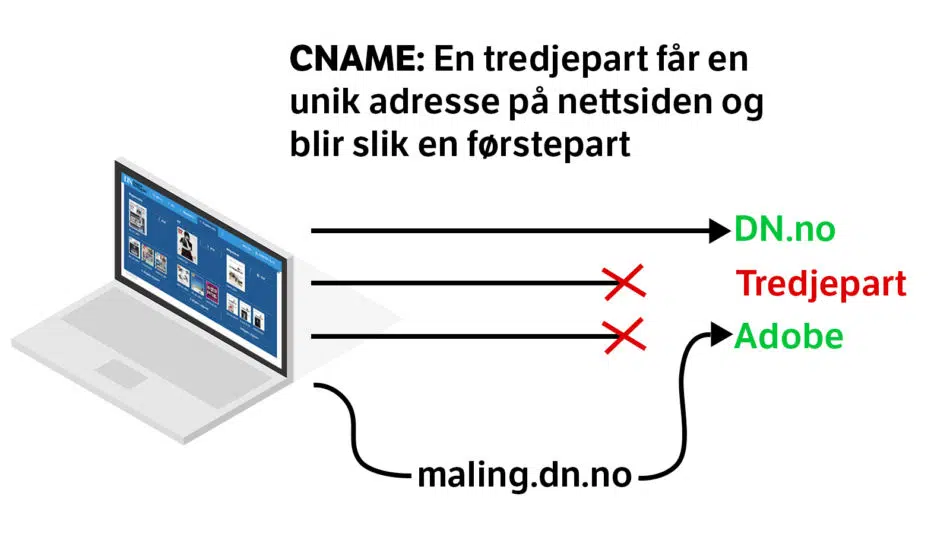 CNAME: En tredjepart får en
unik adresse på nettsiden og
blir slik en førstepart
DN.no
Tredjepart
Adobe
maling.dn.no